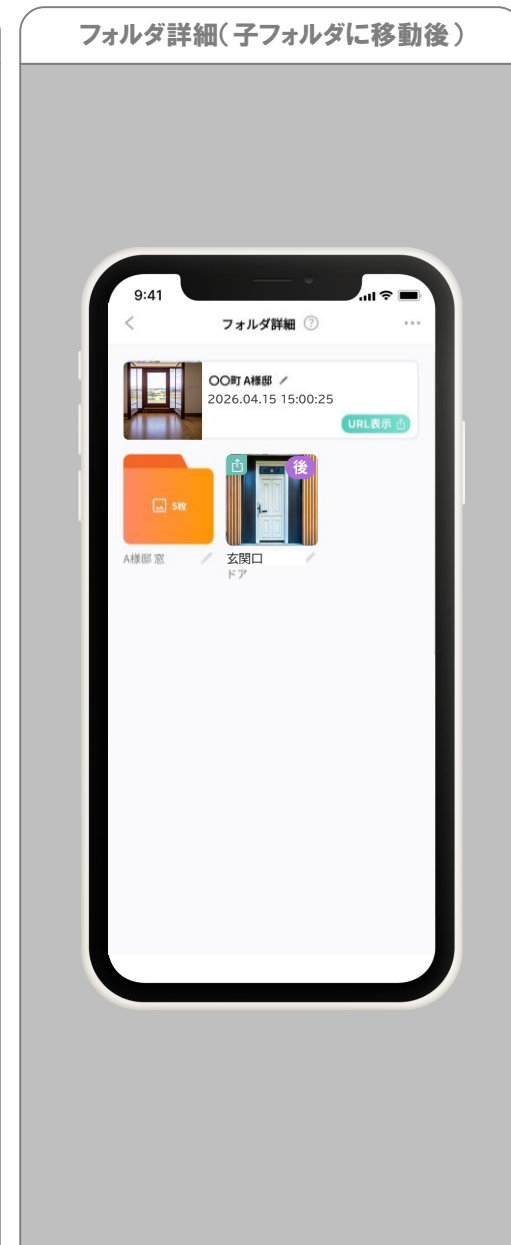 フォルダ詳細(子フォルダに移動後)
9:41
フォルダ詳細 ?
〇〇町 A様邸
2026.04.15 15:00:25
URL表示
5枚
後
A様邸 窓
玄関口
ドア